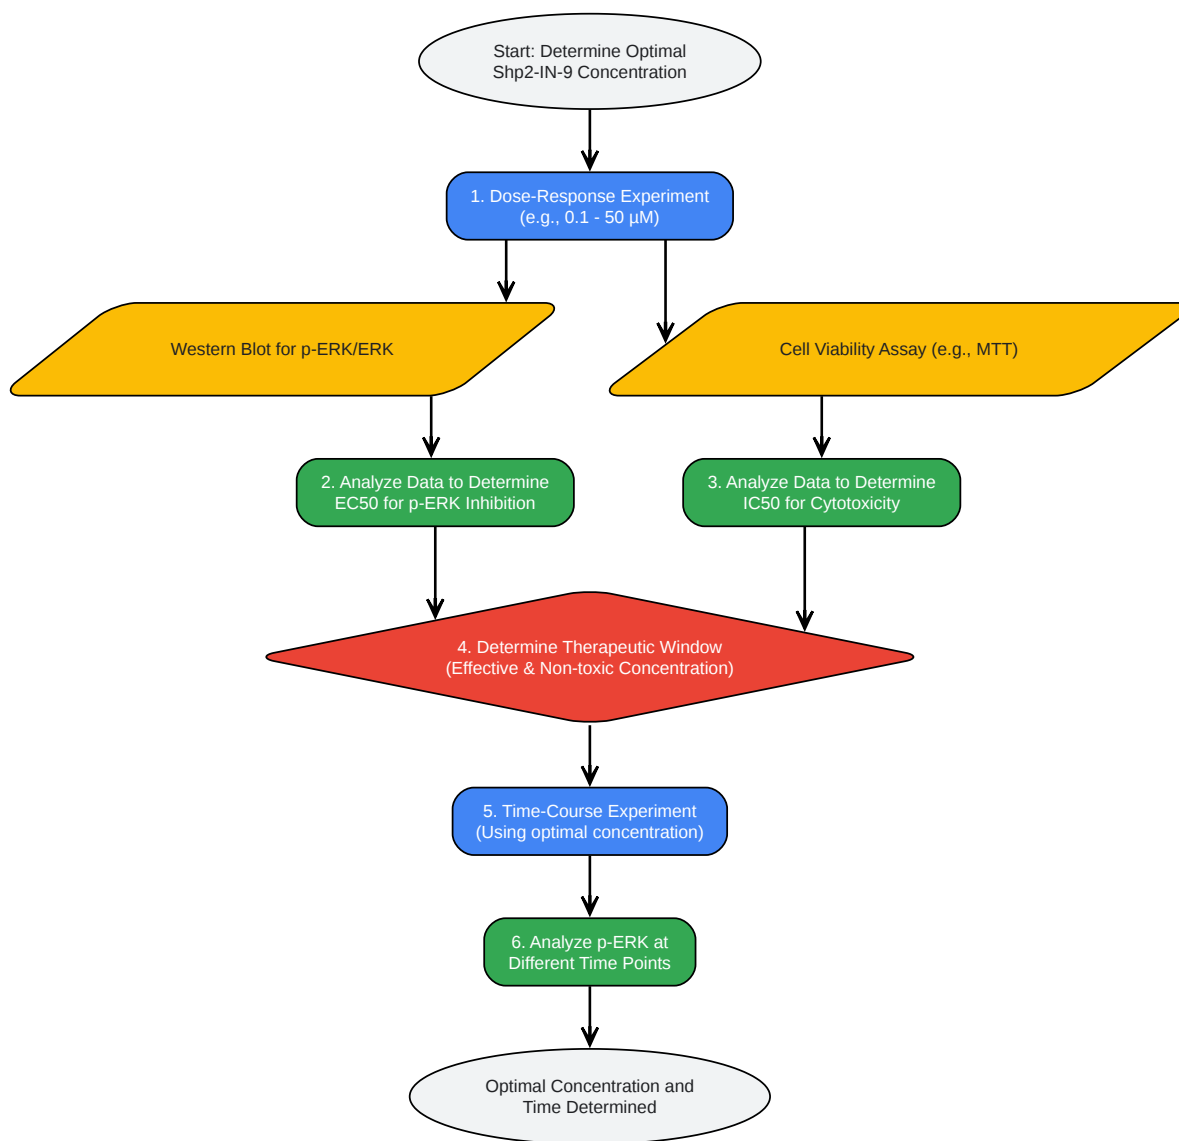 Start: Determine Optimal
Shp2-IN-9 Concentration
1. Dose-Response Experiment
(e.g., 0.1 - 50 µM)
Western Blot for p-ERK/ERK
Cell Viability Assay (e.g., MTT)
2. Analyze Data to Determine
EC50 for p-ERK Inhibition
3. Analyze Data to Determine
IC50 for Cytotoxicity
4. Determine Therapeutic Window
(Effective & Non-toxic Concentration)
5. Time-Course Experiment
(Using optimal concentration)
6. Analyze p-ERK at
Different Time Points
Optimal Concentration and
Time Determined